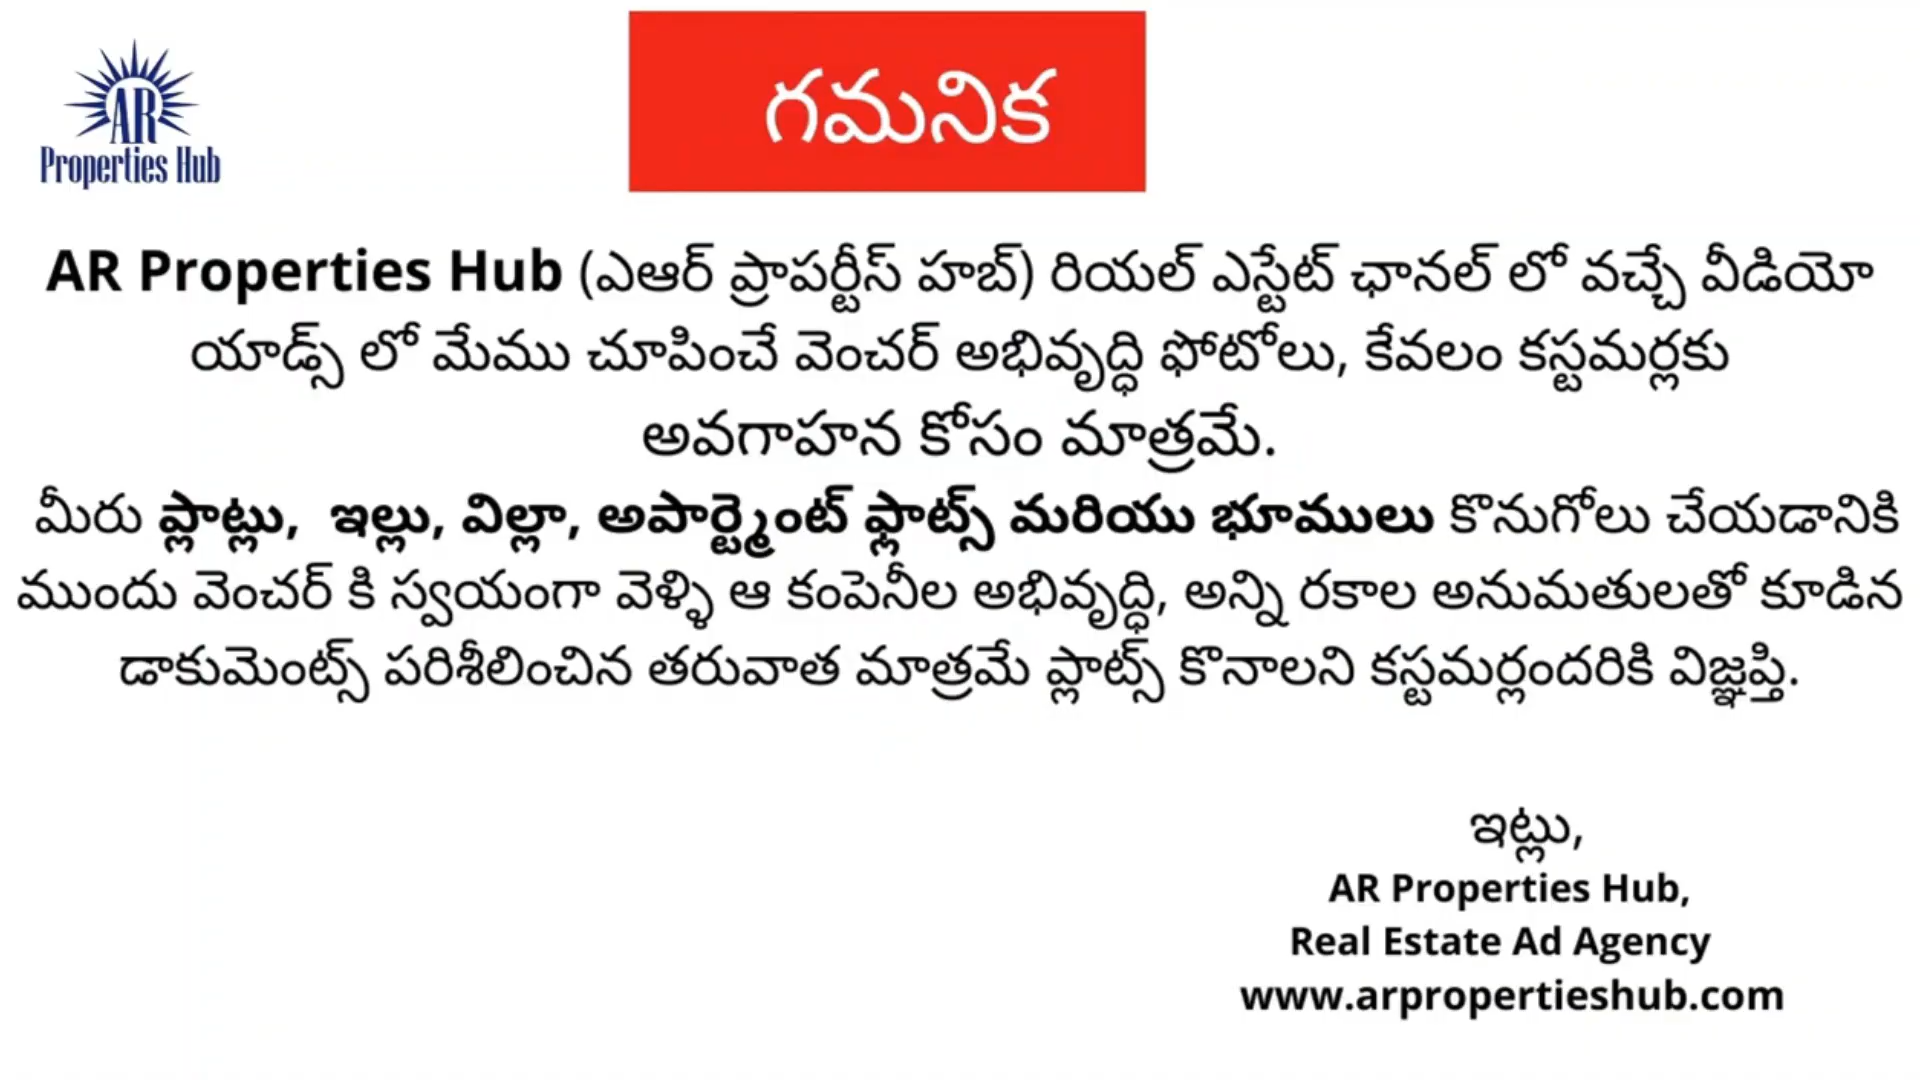 AR
Properties Hub
గమనిక
AR Properties Hub (ఎఆర్ ప్రాపర్టీస్ హబ్) రియల్ ఎస్టేట్ ఛానల్ లో వచ్చే వీడియో
యాడ్స్ లో మేము చూపించే వెంచర్ అభివృద్ధి ఫోటోలు, కేవలం కస్టమర్లకు
అవగాహన కోసం మాత్రమే.
మీరు ప్లాట్లు, ఇల్లు, విల్లా, అపార్ట్మెంట్ ఫ్లాట్స్ మరియు భూములు కొనుగోలు చేయడానికి
ముందు వెంచర్ కి స్వయంగా వెళ్ళి ఆ కంపెనీల అభివృద్ధి, అన్ని రకాల అనుమతులతో కూడిన
డాకుమెంట్స్ పరిశీలించిన తరువాత మాత్రమే ప్లాట్స్ కొనాలని కస్టమర్లందరికి విజ్ఞప్తి.
ఇట్లు,
AR Properties Hub,
Real Estate Ad Agency
www.arpropertieshub.com